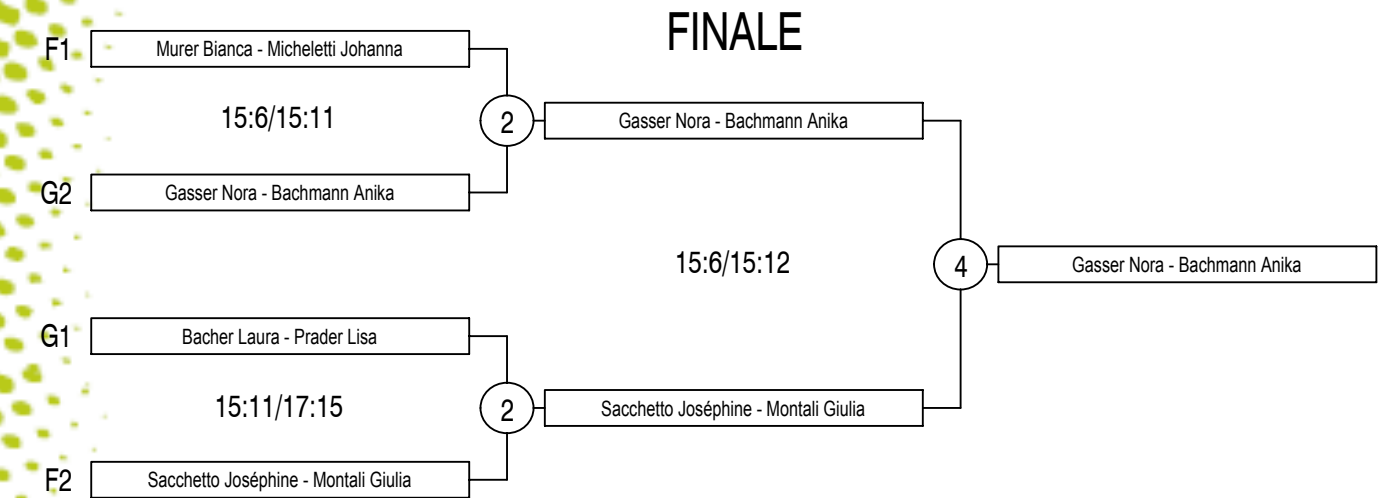 FINALE
F1 Murer Bianca - Micheletti Johanna
15:6/15:11
2
Gasser Nora - Bachmann Anika
G2 Gasser Nora - Bachmann Anika
15:6/15:12
4
Gasser Nora - Bachmann Anika
G1 Bacher Laura - Prader Lisa
15:11/17:15
2
Sacchetto Joséphine - Montali Giulia
F2 Sacchetto Joséphine - Montali Giulia